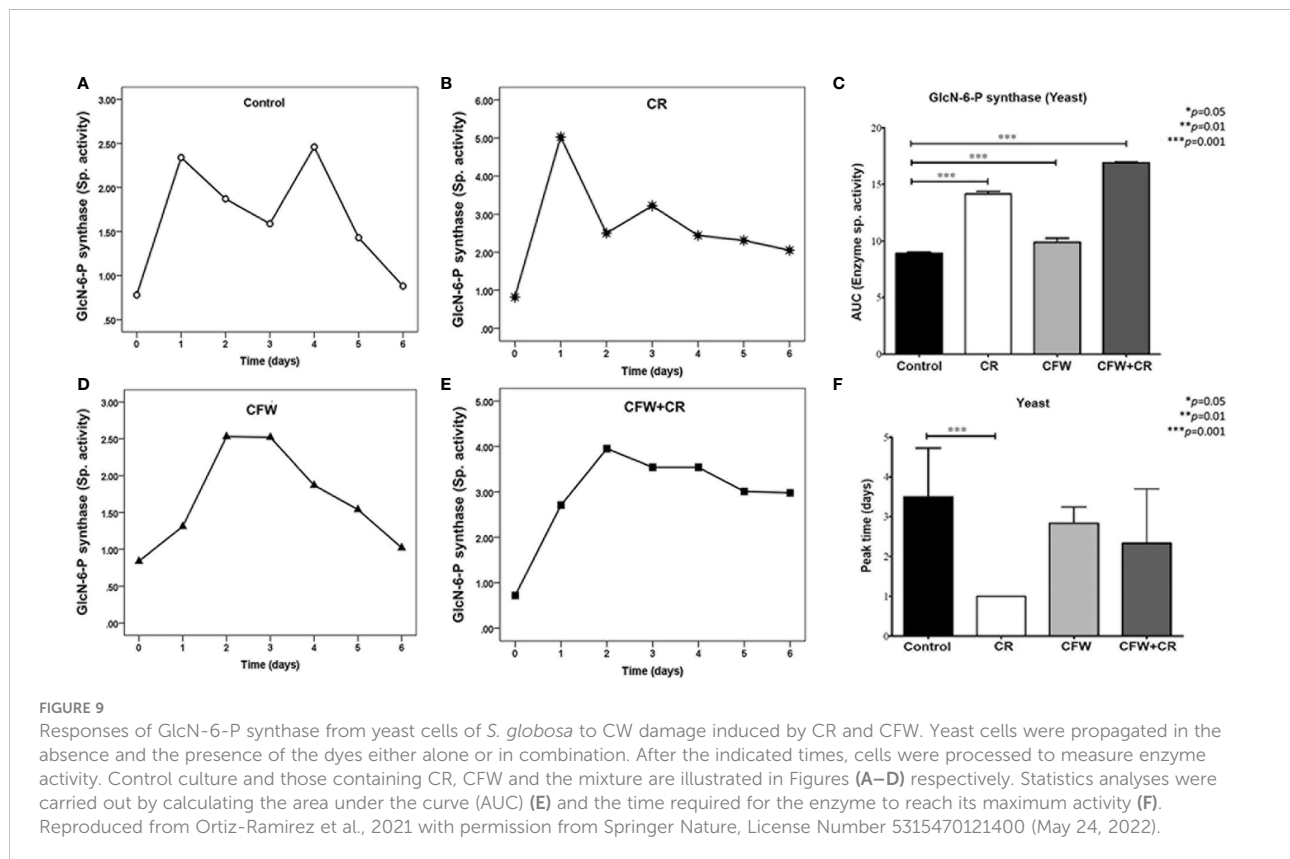 A
Control
GlcN-6-P synthase (Sp. activity)
3.00
2.50
2.00
1.50
1.00
.50
0 1 2 3 4 5 6
Time (days)
B
CR
GlcN-6-P synthase (Sp. activity)
6.00
5.00
4.00
3.00
2.00
1.00
.00
0 1 2 3 4 5 6
Time (days)
C
GlcN-6-P synthase (Yeast)
*p=0.05
**p=0.01
***p=0.001
***
***
***
AUC (Enzyme sp. activity)
20
15
10
5
0
Control CR CFW CFW+CR
D
CFW
GlcN-6-P synthase (Sp. activity)
3.00
2.50
2.00
1.50
1.00
.50
.00
0 1 2 3 4 5 6
Time (days)
E
CFW+CR
GlcN-6-P synthase (Sp. activity)
5.00
4.00
3.00
2.00
1.00
.00
0 1 2 3 4 5 6
Time (days)
F
Yeast
*p=0.05
**p=0.01
***p=0.001
***
Peak time (days)
5
4
3
2
1
0
Control CR CFW CFW+CR
FIGURE 9
Responses of GlcN-6-P synthase from yeast cells of S. globosa to CW damage induced by CR and CFW. Yeast cells were propagated in the
absence and the presence of the dyes either alone or in combination. After the indicated times, cells were processed to measure enzyme
activity. Control culture and those containing CR, CFW and the mixture are illustrated in Figures (A–D) respectively. Statistics analyses were
carried out by calculating the area under the curve (AUC) (E) and the time required for the enzyme to reach its maximum activity (F).
Reproduced from Ortiz-Ramirez et al., 2021 with permission from Springer Nature, License Number 5315470121400 (May 24, 2022).